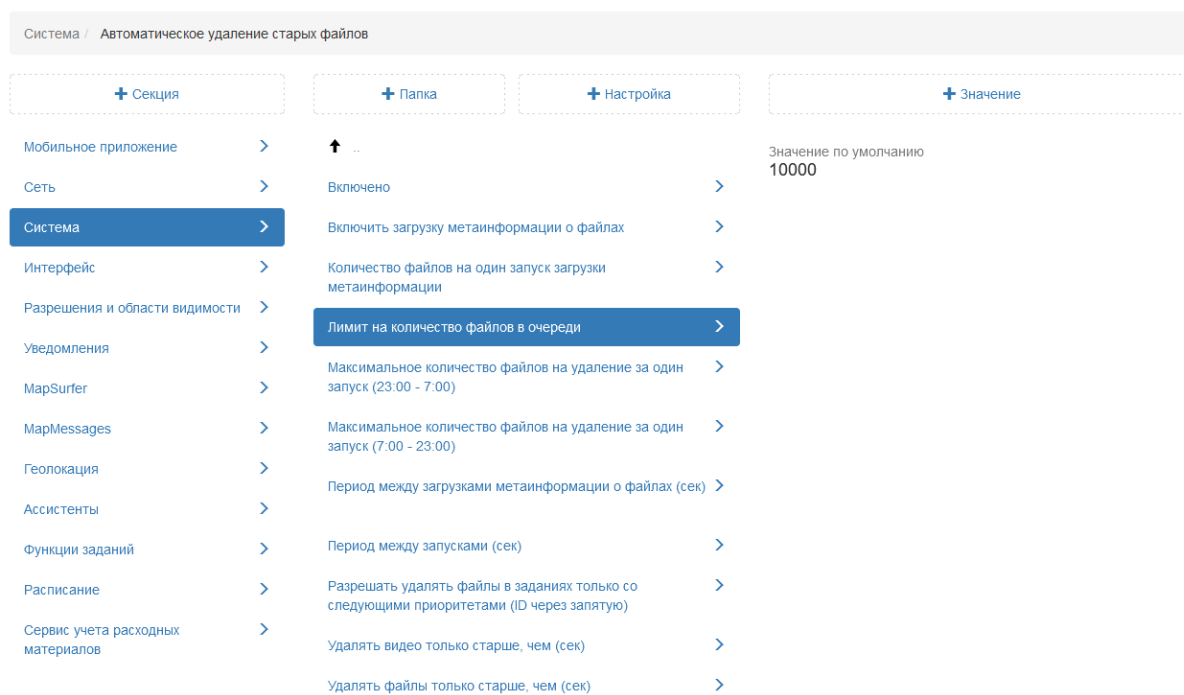 Система / Автоматическое удаление старых файлов
+ Секция
+ Папка
+ Настройка
+ Значение
Мобильное приложение
Сеть
Система
Интерфейс
Разрешения и области видимости
Уведомления
MapSurfer
MapMessages
Геолокация
Ассистенты
Функции заданий
Расписание
Сервис учета расходных
материалов
..
Включено
Включить загрузку метаинформации о файлах
Количество файлов на один запуск загрузки
метаинформации
Лимит на количество файлов в очереди
Максимальное количество файлов на удаление за один
запуск (23:00 - 7:00)
Максимальное количество файлов на удаление за один
запуск (7:00 - 23:00)
Период между загрузками метаинформации о файлах (сек)
Период между запусками (сек)
Разрешать удалять файлы в заданиях только со
следующими приоритетами (ID через запятую)
Удалять видео только старше, чем (сек)
Удалять файлы только старше, чем (сек)
Значение по умолчанию
10000